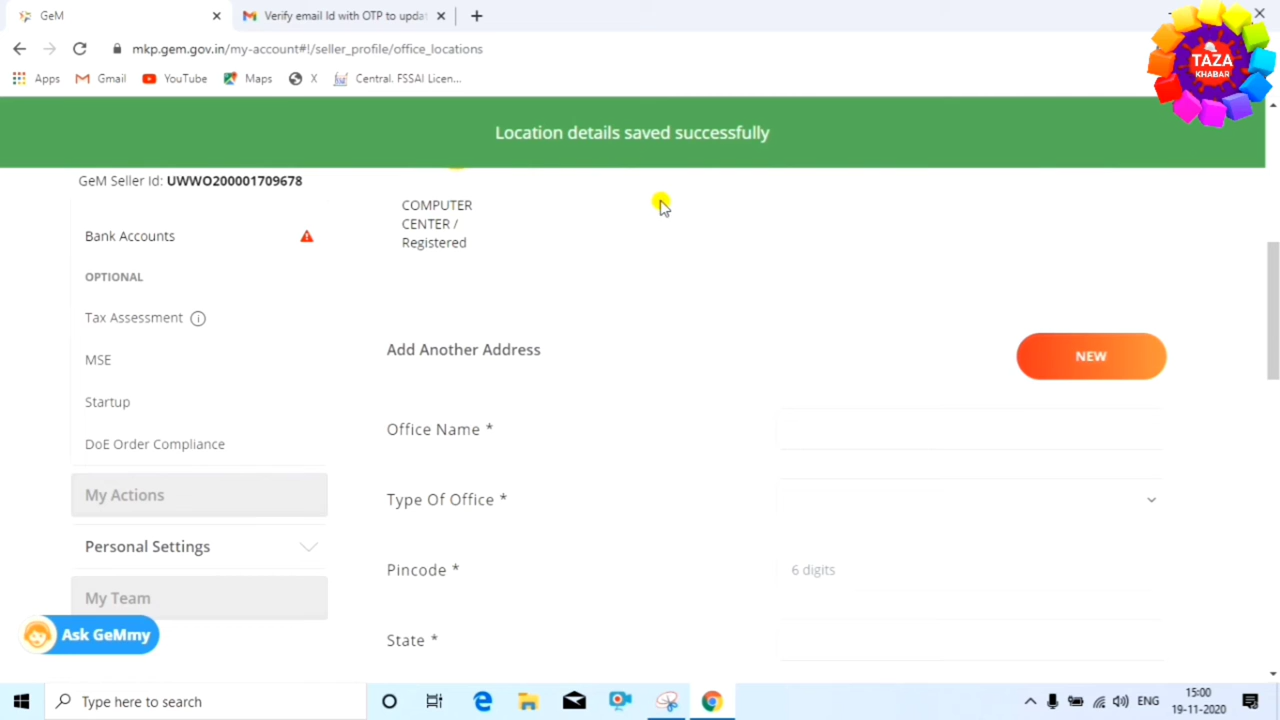 GeM
Verify email Id with OTP to updat
mkp.gem.gov.in/my-account#!/seller_profile/office_locations
Apps
Gmail
YouTube
Maps
X
Central. FSSAI Licen...
TAZA
KHABAR
Location details saved successfully
GeM Seller Id: UWWO200001709678
COMPUTER
CENTER /
Registered
Bank Accounts
OPTIONAL
Tax Assessment
MSE
Startup
DoE Order Compliance
My Actions
Personal Settings
My Team
Ask GeMmy
Add Another Address
NEW
Office Name *
Type Of Office *
Pincode *
6 digits
State *
Type here to search
ENG
15:00
19-11-2020